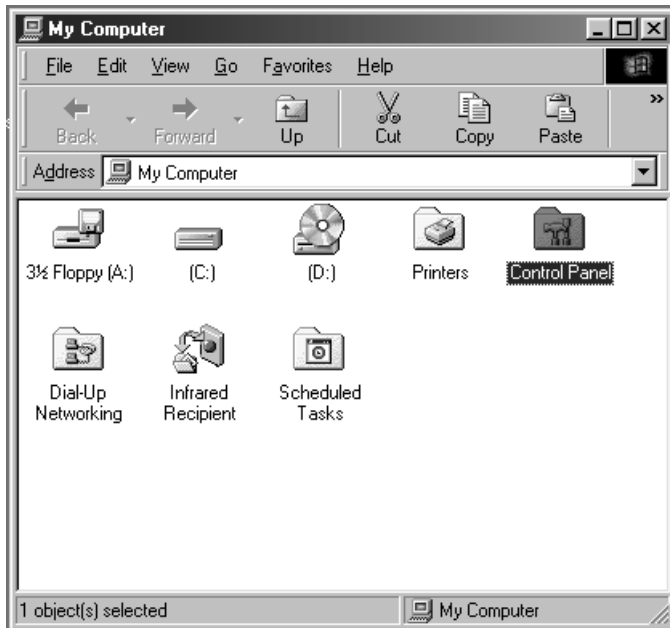 My Computer
File Edit View Go Favorites Help
Back Forward Up Cut Copy Paste »
Address My Computer
3½ Floppy (A:) (C:) (D:) Printers Control Panel
Dial-Up Networking
Infrared Recipient
Scheduled Tasks
1 object(s) selected My Computer